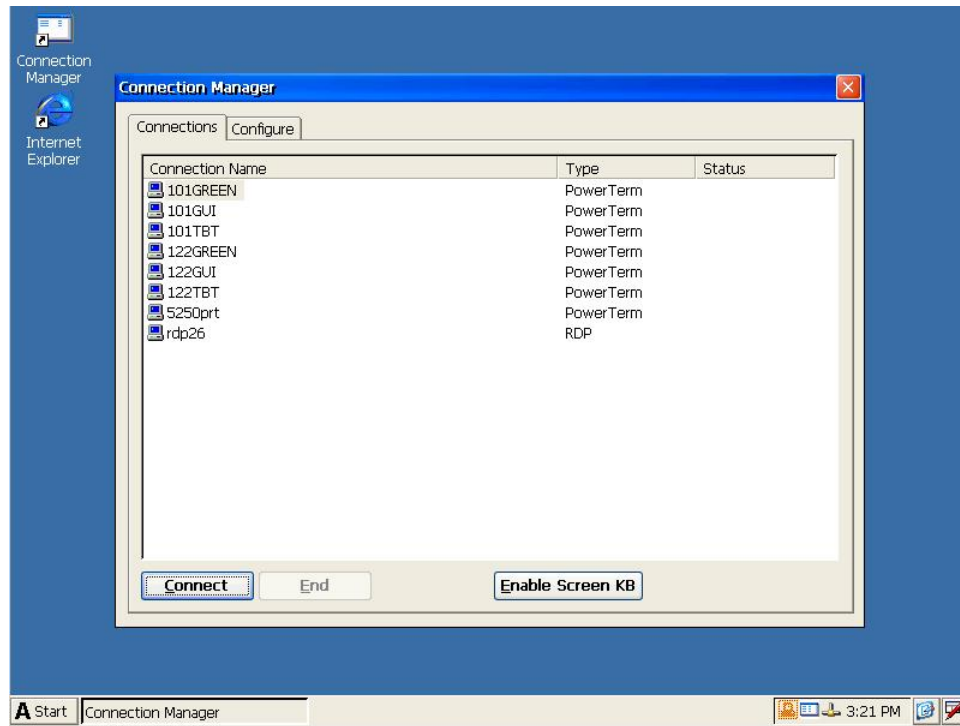 Connection
Manager
Internet
Explorer
Connection Manager
Connections Configure
Connection Name Type Status
101GREEN PowerTerm
101GUI PowerTerm
101TBT PowerTerm
122GREEN PowerTerm
122GUI PowerTerm
122TBT PowerTerm
5250prt PowerTerm
rdp26 RDP
Connect End Enable Screen KB
A Start Connection Manager 3:21 PM